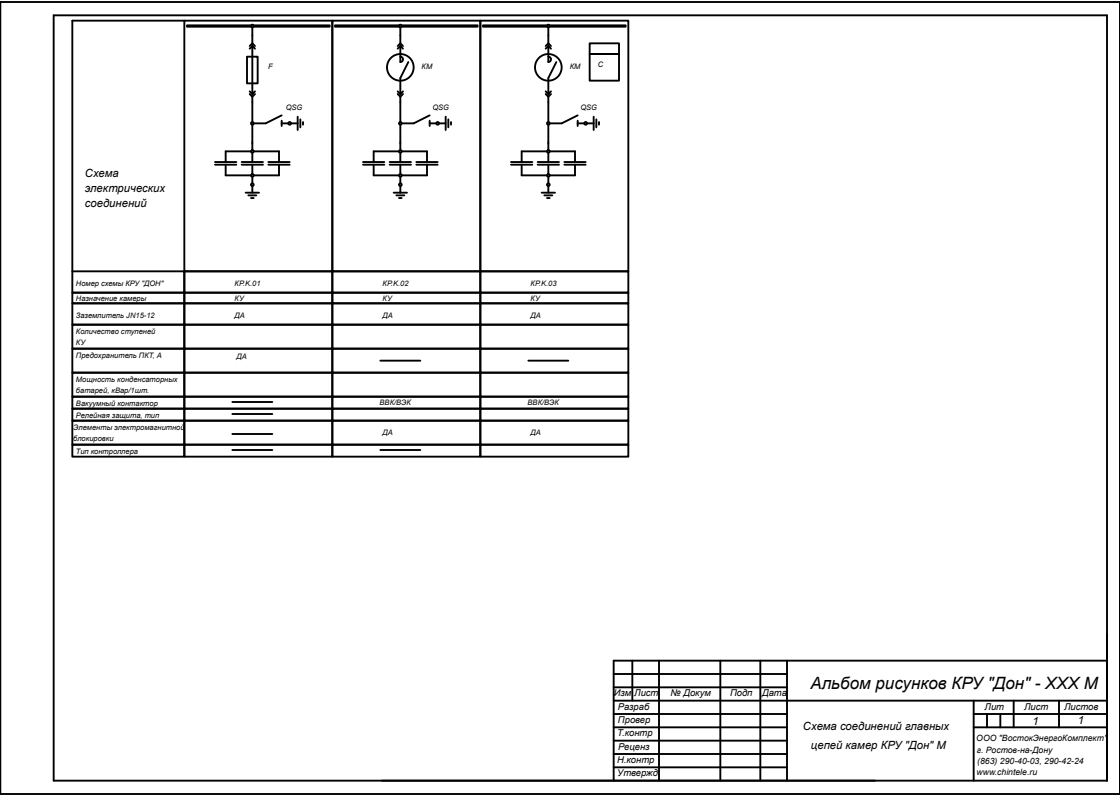 F
KM
KM
C
QSG
QSG
QSG
Схема
электрических
соединений
Номер схемы КРУ "ДОН" КР.К.01 КР.К.02 КР.К.03
Назначение камеры КУ КУ КУ
Заземлитель JN15-12 ДА ДА ДА
Количество ступеней
КУ
Предохранитель ПКТ, А ДА
Мощность конденсаторных
батарей, кВар/1шт.
Вакуумный контактор ВВК/ВЭК ВВК/ВЭК
Релейная защита, тип
Элементы электромагнитной
блокировки ДА ДА
Тип контроллера
Альбом рисунков КРУ "Дон" - XXX М
Изм Лист № Докум Подп Дата
Разраб
Провер
Т.контр
Реценз
Н.контр
Утвержд
Схема соединений главных
цепей камер КРУ "Дон" М
Лит Лист Листов
1 1
ООО "ВостокЭнергоКомплект"
г. Ростов-на-Дону
(863) 290-40-03, 290-42-24
www.chintele.ru